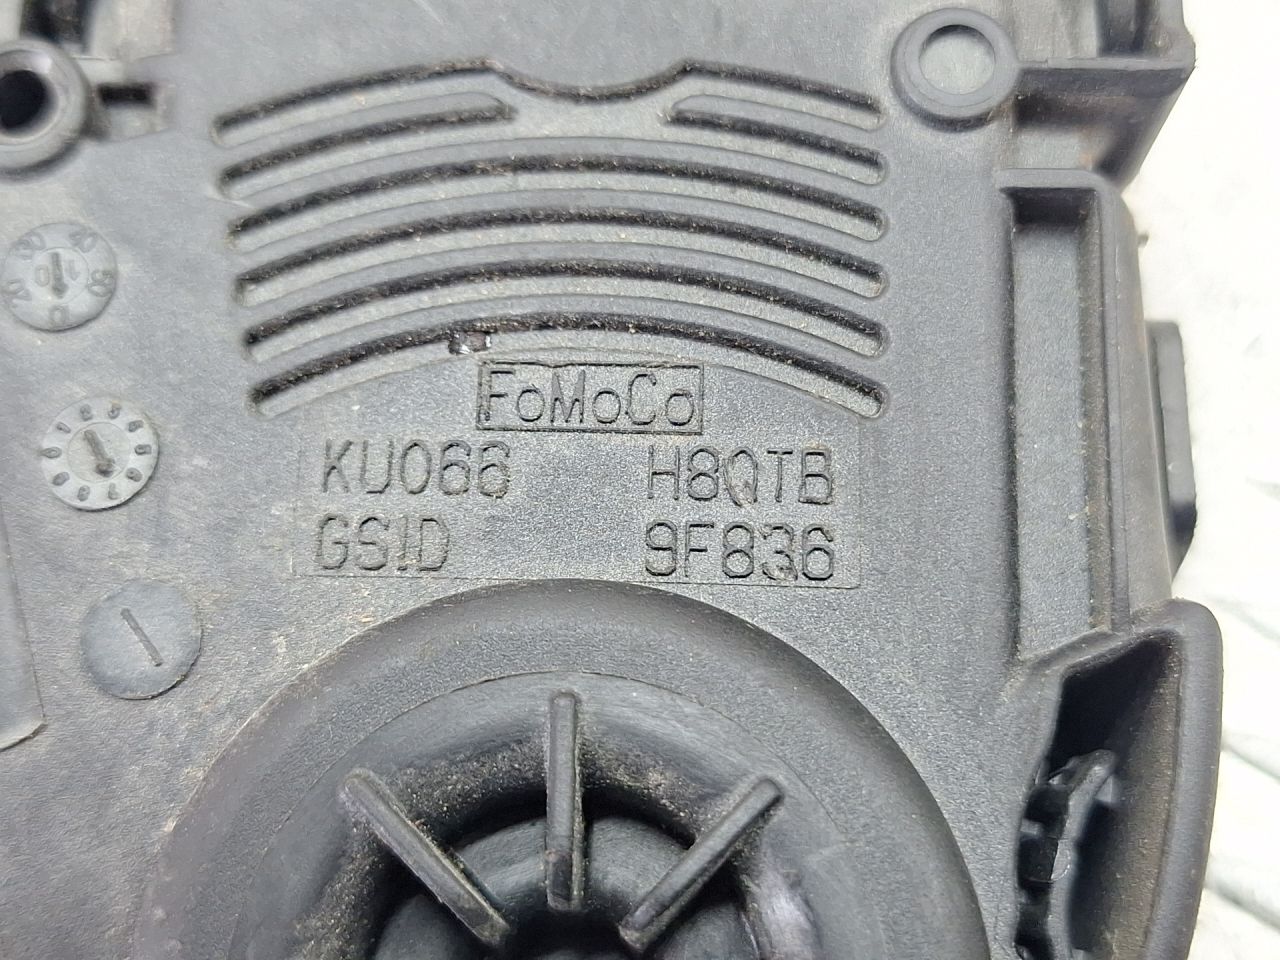 FoMoCo
KU066 H8QTB
GSID 9F836